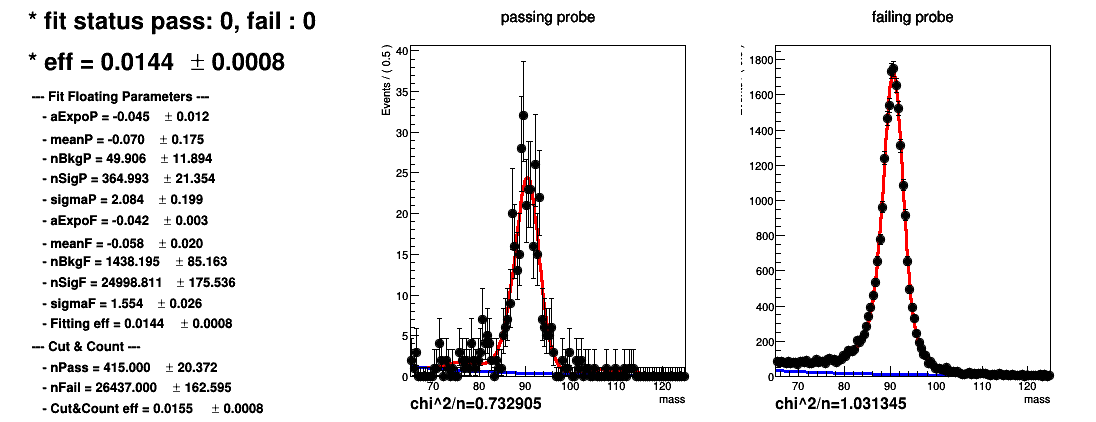 * fit status pass: 0, fail : 0
* eff = 0.0144 ± 0.0008
--- Fit Floating Parameters ---
- aExpoP = -0.045 ± 0.012
- meanP = -0.070 ± 0.175
- nBkgP = 49.906 ± 11.894
- nSigP = 364.993 ± 21.354
- sigmaP = 2.084 ± 0.199
- aExpoF = -0.042 ± 0.003
- meanF = -0.058 ± 0.020
- nBkgF = 1438.195 ± 85.163
- nSigF = 24998.811 ± 175.536
- sigmaF = 1.554 ± 0.026
- Fitting eff = 0.0144 ± 0.0008
--- Cut & Count ---
- nPass = 415.000 ± 20.372
- nFail = 26437.000 ± 162.595
- Cut&Count eff = 0.0155 ± 0.0008
passing probe
Events / ( 0.5 )
40
35
30
25
20
15
10
5
0
70 80 90 100 110 120
mass
chi^2/n=0.732905
failing probe
1800
1600
1400
1200
1000
800
600
400
200
0
70 80 90 100 110 120
mass
chi^2/n=1.031345